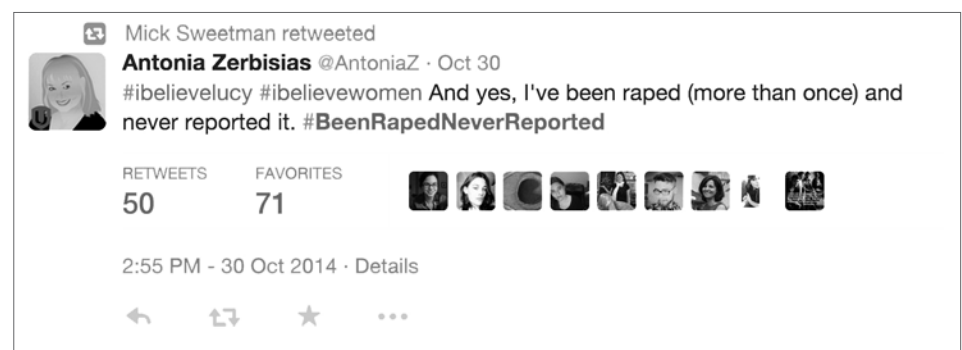 Mick Sweetman retweeted
Antonia Zerbisias @AntoniaZ · Oct 30
#ibelievelucy #ibelievewomen And yes, I've been raped (more than once) and
never reported it. #BeenRapedNeverReported
RETWEETS FAVORITES
50 71
2:55 PM - 30 Oct 2014 · Details